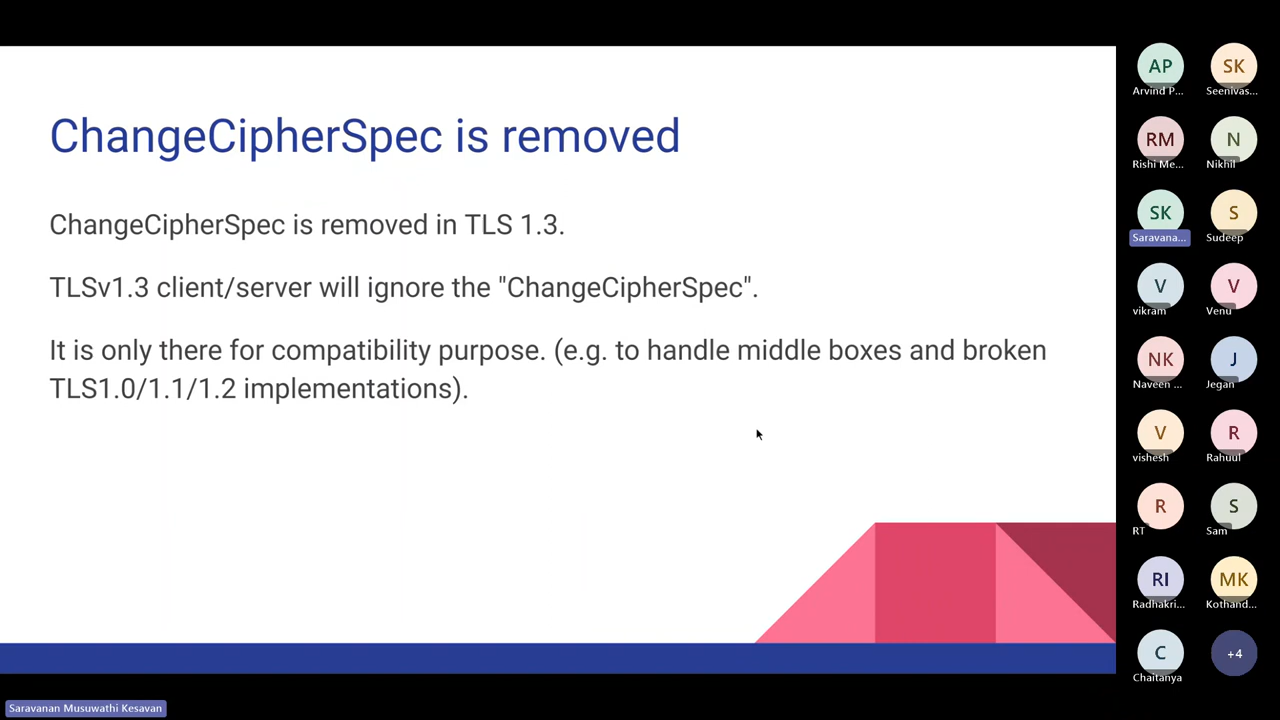 ChangeCipherSpec is removed
ChangeCipherSpec is removed in TLS 1.3.
TLSv1.3 client/server will ignore the "ChangeCipherSpec".
It is only there for compatibility purpose. (e.g. to handle middle boxes and broken
TLS1.0/1.1/1.2 implementations).
AP
Arvind P...
SK
Seenivas...
RM
Rishi Me...
N
Nikhil
SK
Saravana...
S
Sudeep
V
vikram
V
Venu
NK
Naveen ...
J
Jegan
V
vishesh
R
Rahuul
R
RT
S
Sam
RI
Radhakri...
MK
Kothand...
C
Chaitanya
+4
Saravanan Musuwathi Kesavan